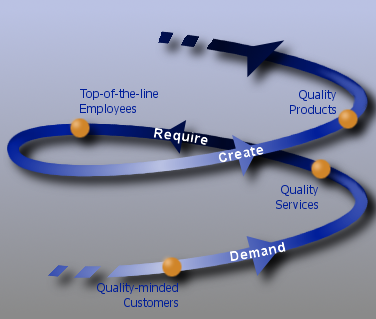 Top-of-the-line
Employees
Quality
Products
Require
Create
Quality
Services
Demand
Quality-minded
Customers